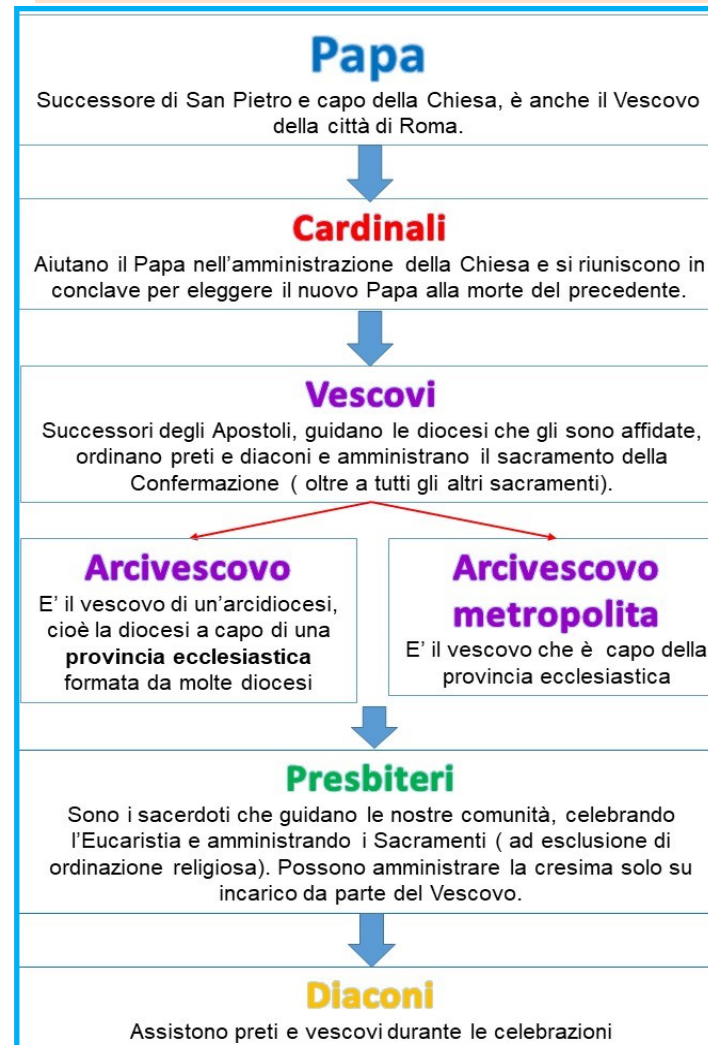 Papa
Successore di San Pietro e capo della Chiesa, è anche il Vescovo
della città di Roma.
Cardinali
Aiutano il Papa nell'amministrazione della Chiesa e si riuniscono in
conclave per eleggere il nuovo Papa alla morte del precedente.
Vescovi
Successori degli Apostoli, guidano le diocesi che gli sono affidate,
ordinano preti e diaconi e amministrano il sacramento della
Confermazione ( oltre a tutti gli altri sacramenti).
Arcivescovo
E' il vescovo di un'arcidiocesi,
cioè la diocesi a capo di una
provincia ecclesiastica
formata da molte diocesi
Arcivescovo
metropolita
E' il vescovo che è capo della
provincia ecclesiastica
Presbiteri
Sono i sacerdoti che guidano le nostre comunità, celebrando
l'Eucaristia e amministrando i Sacramenti ( ad esclusione di
ordinazione religiosa). Possono amministrare la cresima solo su
incarico da parte del Vescovo.
Diaconi
Assistono preti e vescovi durante le celebrazioni